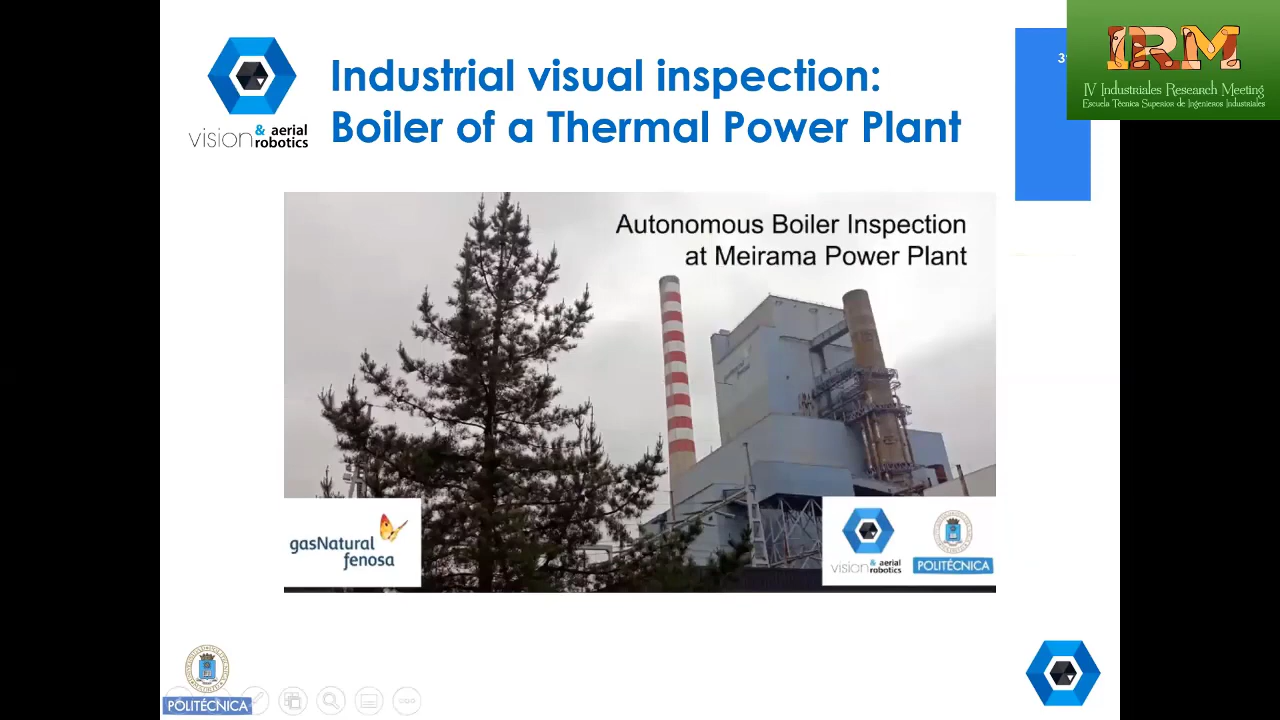 Industrial visual inspection:
Boiler of a Thermal Power Plant
vision & aerial robotics
IRM
IV Industriales Research Meeting
Escuela Técnica Superior de Ingenieros Industriales
Autonomous Boiler Inspection
at Meirama Power Plant
gasNatural
fenosa
vision & aerial robotics
POLITÉCNICA
POLITÉCNICA